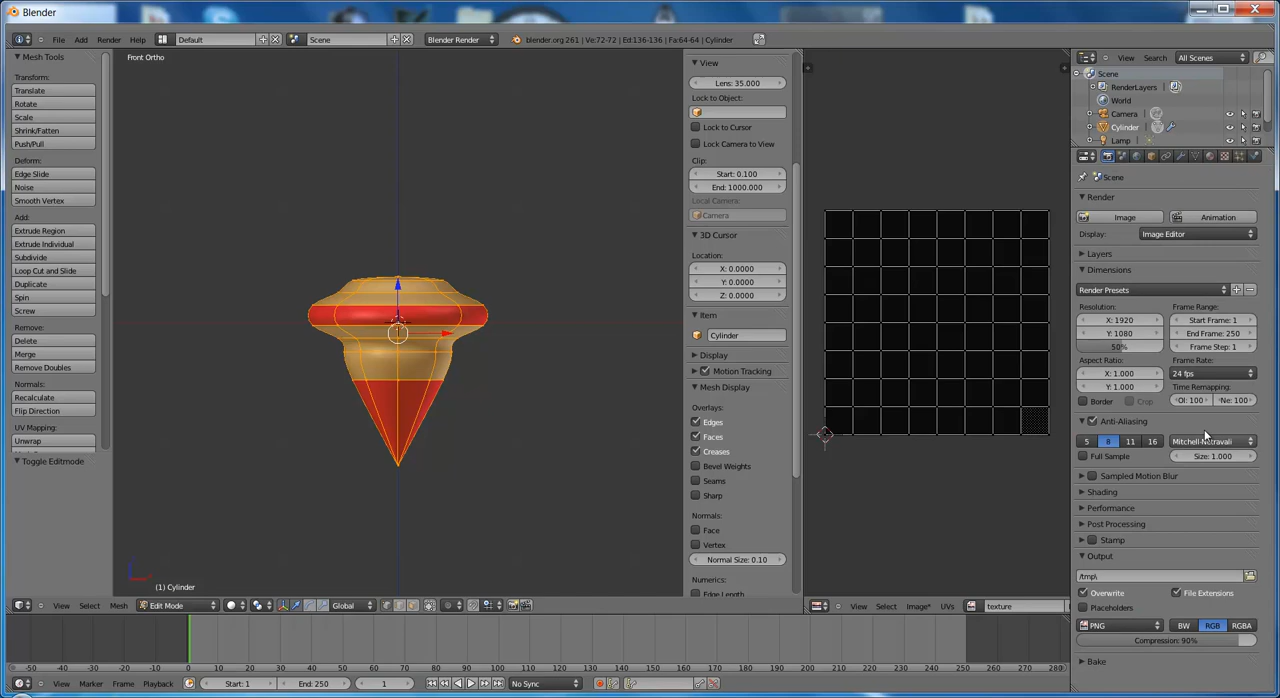 Blender
File Add Render Help Default Scene Blender Render blender.org 261 | Ve:72-72 | Ed:136-136 | Fa:64-64 | Cylinder
Mesh Tools
Transform:
Translate
Rotate
Scale
Shrink/Fatten
Push/Pull
Deform:
Edge Slide
Noise
Smooth Vertex
Add:
Extrude Region
Extrude Individual
Subdivide
Loop Cut and Slide
Duplicate
Spin
Screw
Remove:
Delete
Merge
Remove Doubles
Normals:
Recalculate
Flip Direction
UV Mapping:
Unwrap
Toggle Editmode
Front Ortho
(1) Cylinder
View Select Mesh Edit Mode Global
View
Lens: 35.000
Lock to Object:
Lock to Cursor
Lock Camera to View
Clip:
Start: 0.100
End: 1000.000
Local Camera:
Camera
3D Cursor
Location:
X: 0.0000
Y: 0.0000
Z: 0.0000
Item
Cylinder
Display
Motion Tracking
Mesh Display
Overlays:
Edges
Faces
Creases
Bevel Weights
Seams
Sharp
Normals:
Face
Vertex
Normal Size: 0.10
Numerics:
Edge Length
View Select Image* UVs texture
View Search All Scenes
Scene
RenderLayers
World
Camera
Cylinder
Lamp
Scene
Render
Image Animation
Display: Image Editor
Layers
Dimensions
Render Presets
Resolution: Frame Range:
X: 1920 Start Frame: 1
Y: 1080 End Frame: 250
50% Frame Step: 1
Aspect Ratio: Frame Rate:
X: 1.000 24 fps
Y: 1.000 Time Remapping:
Border Crop Ol: 100 Ne: 100
Anti-Aliasing
5 8 11 16 Mitchell-Netravali
Full Sample Size: 1.000
Sampled Motion Blur
Shading
Performance
Post Processing
Stamp
Output
/tmp\
Overwrite File Extensions
Placeholders
PNG BW RGB RGBA
Compression: 90%
Bake
-50 -40 -30 -20 -10 0 10 20 30 40 50 60 70 80 90 100 110 120 130 140 150 160 170 180 190 200 210 220 230 240 250 260 270 280
View Marker Frame Playback Start: 1 End: 250 1 No Sync